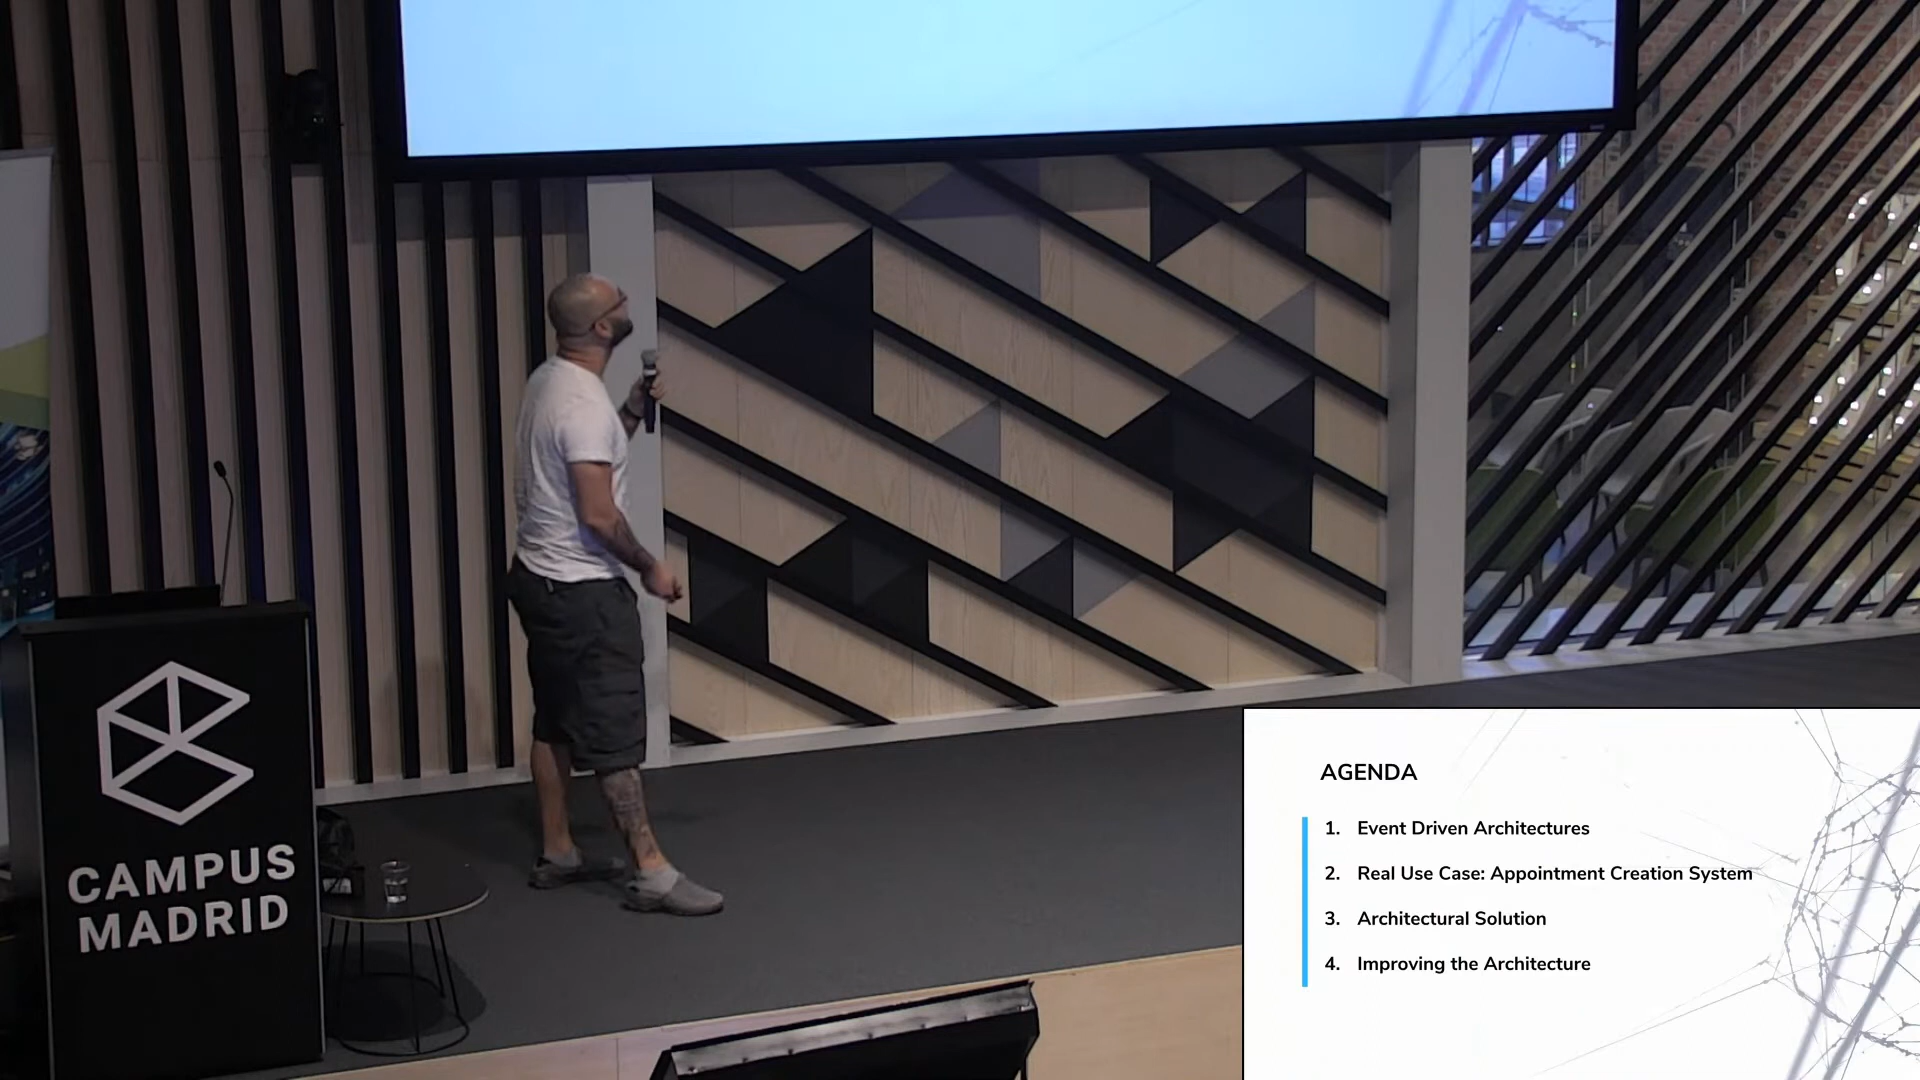 CAMPUS
MADRID
AGENDA
1. Event Driven Architectures
2. Real Use Case: Appointment Creation System
3. Architectural Solution
4. Improving the Architecture